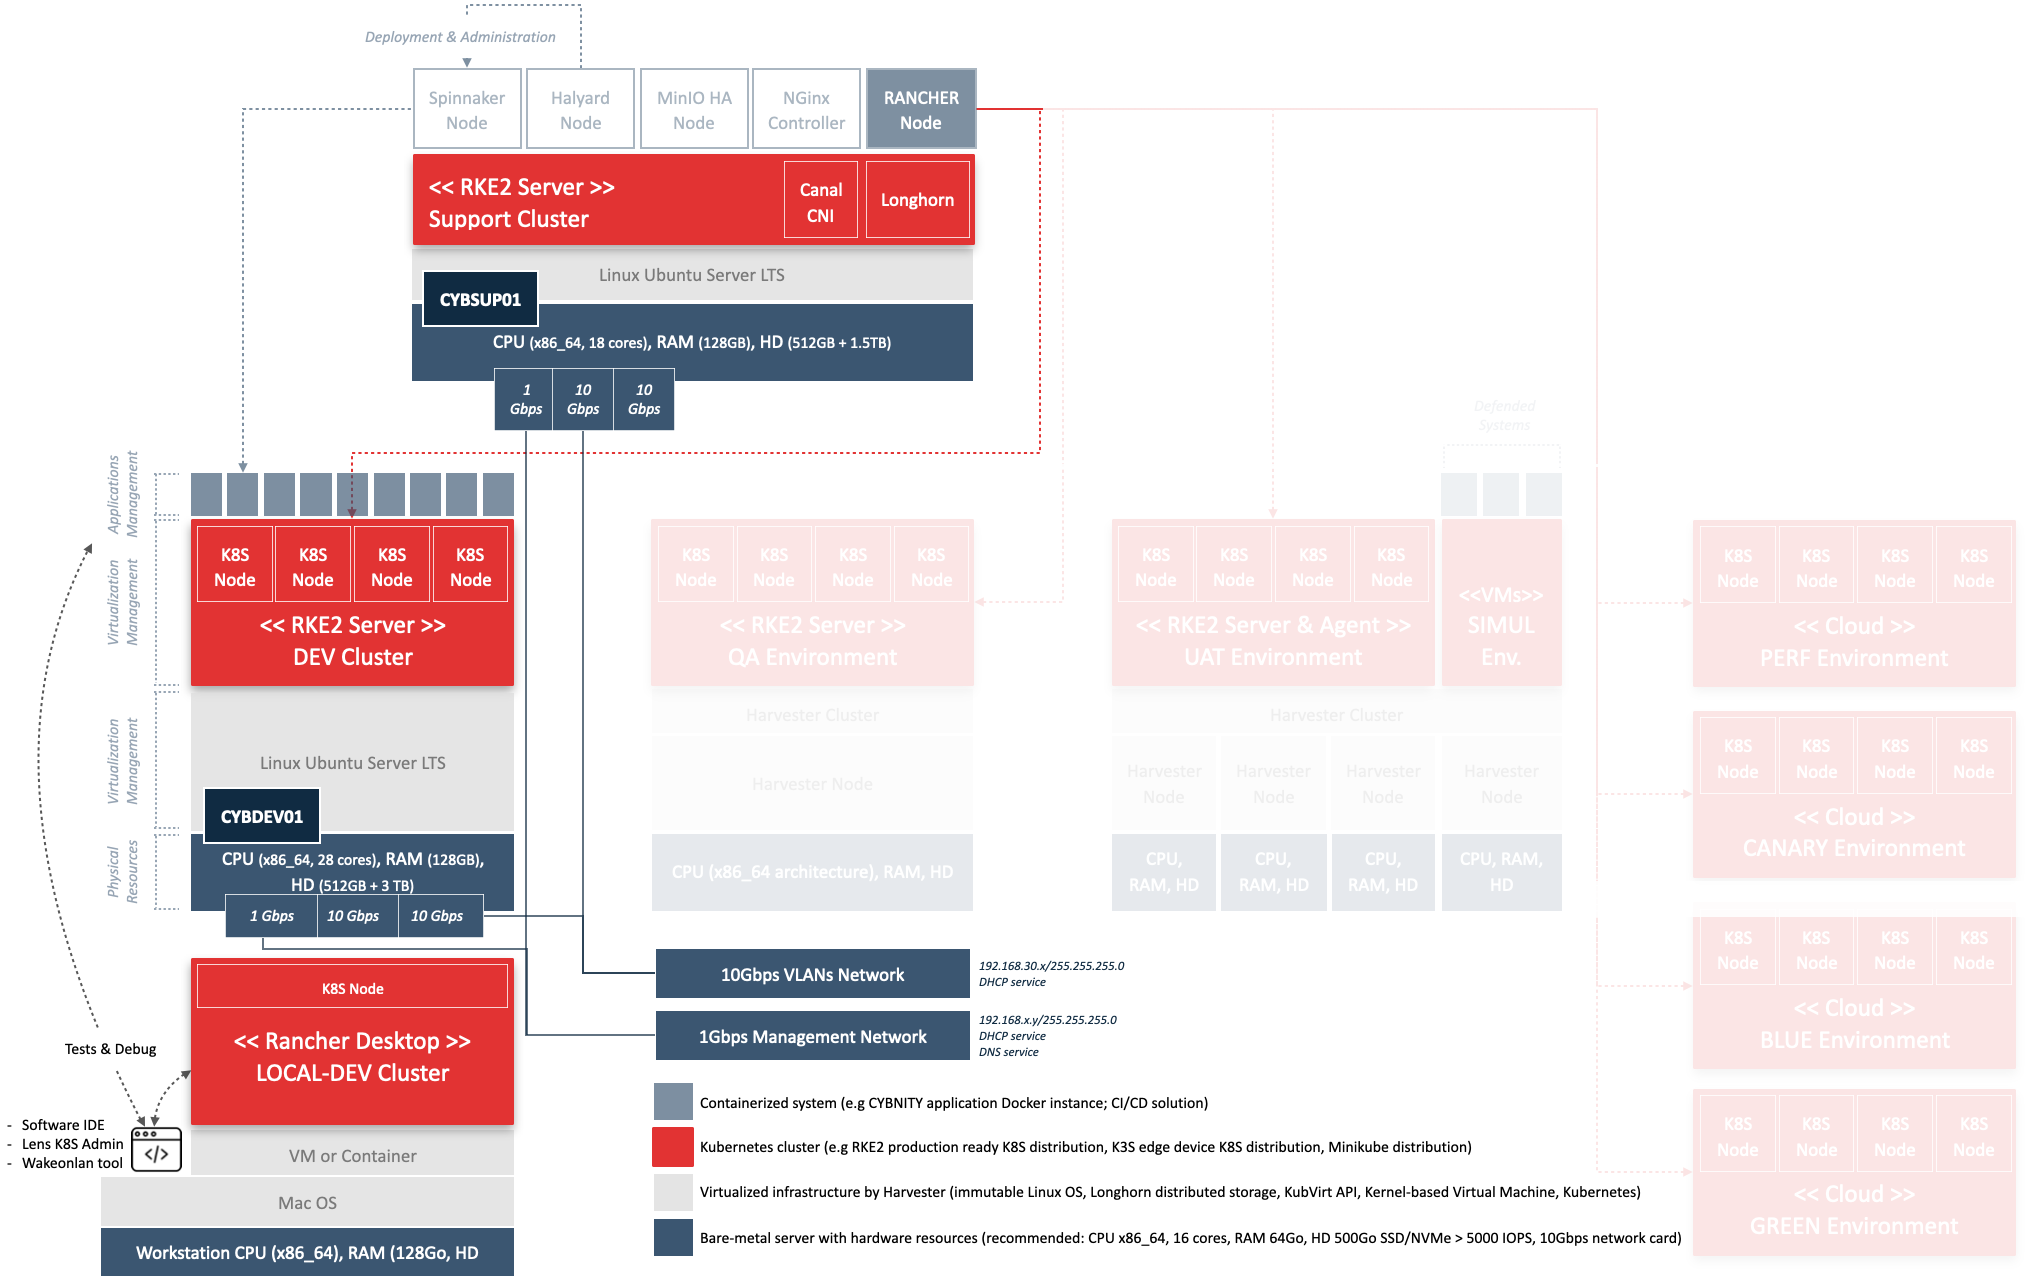 Deployment & Administration
Spinnaker
Node
Halyard
Node
MinIO HA
Node
NGinx
Controller
RANCHER
Node
<< RKE2 Server >>
Support Cluster
Canal
CNI
Longhorn
Linux Ubuntu Server LTS
CYBSUP01
CPU (x86_64, 18 cores), RAM (128GB), HD (512GB + 1.5TB)
1
Gbps
10
Gbps
10
Gbps
Defended
Systems
Applications
Management
Virtualization
Management
Virtualization
Management
Physical
Resources
K8S
Node
K8S
Node
K8S
Node
K8S
Node
<< RKE2 Server >>
DEV Cluster
Linux Ubuntu Server LTS
CYBDEV01
CPU (x86_64, 28 cores), RAM (128GB),
HD (512GB + 3 TB)
1 Gbps
10 Gbps
10 Gbps
K8S
Node
K8S
Node
K8S
Node
K8S
Node
<< RKE2 Server >>
QA Environment
Harvester Cluster
Harvester Node
CPU (x86_64 architecture), RAM, HD
K8S
Node
K8S
Node
K8S
Node
K8S
Node
<< RKE2 Server & Agent >>
UAT Environment
<<VMs>>
SIMUL
Env.
Harvester Cluster
Harvester
Node
Harvester
Node
Harvester
Node
Harvester
Node
CPU,
RAM, HD
CPU,
RAM, HD
CPU,
RAM, HD
CPU, RAM,
HD
K8S
Node
K8S
Node
K8S
Node
K8S
Node
<< Cloud >>
PERF Environment
K8S
Node
K8S
Node
K8S
Node
K8S
Node
<< Cloud >>
CANARY Environment
K8S
Node
K8S
Node
K8S
Node
K8S
Node
<< Cloud >>
BLUE Environment
K8S
Node
K8S
Node
K8S
Node
K8S
Node
<< Cloud >>
GREEN Environment
10Gbps VLANs Network
192.168.30.x/255.255.255.0
DHCP service
1Gbps Management Network
192.168.x.y/255.255.255.0
DHCP service
DNS service
K8S Node
<< Rancher Desktop >>
LOCAL-DEV Cluster
Tests & Debug
- Software IDE
- Lens K8S Admin
- Wakeonlan tool
</>
VM or Container
Mac OS
Workstation CPU (x86_64), RAM (128Go, HD
Containerized system (e.g CYBNITY application Docker instance; CI/CD solution)
Kubernetes cluster (e.g RKE2 production ready K8S distribution, K3S edge device K8S distribution, Minikube distribution)
Virtualized infrastructure by Harvester (immutable Linux OS, Longhorn distributed storage, KubVirt API, Kernel-based Virtual Machine, Kubernetes)
Bare-metal server with hardware resources (recommended: CPU x86_64, 16 cores, RAM 64Go, HD 500Go SSD/NVMe > 5000 IOPS, 10Gbps network card)